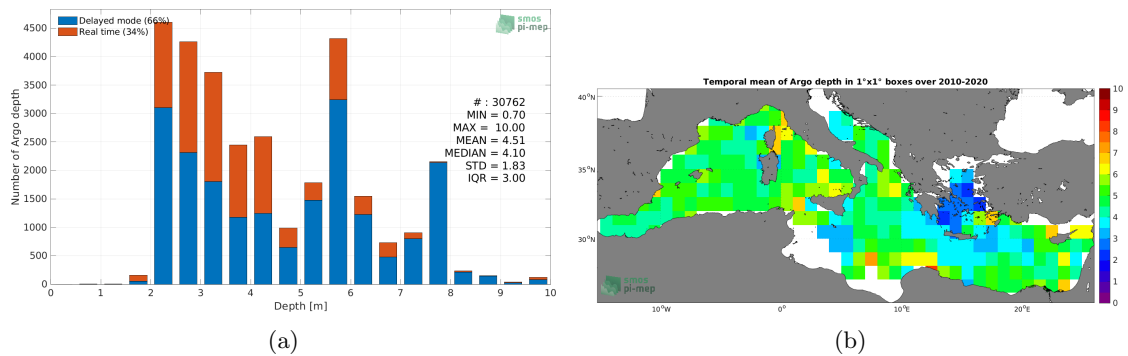 Delayed mode (66%)
Real time (34%)
smos
pi-mep
# : 30762
MIN = 0.70
MAX = 10.00
MEAN = 4.51
MEDIAN = 4.10
STD = 1.83
IQR = 3.00
Number of Argo depth
4500
4000
3500
3000
2500
2000
1500
1000
500
0
0 1 2 3 4 5 6 7 8 9 10
Depth [m]
(a)
Temporal mean of Argo depth in 1°x1° boxes over 2010-2020
40°N
35°N
30°N
10°W 0° 10°E 20°E
smos
pi-mep
10
9
8
7
6
5
4
3
2
1
0
(b)